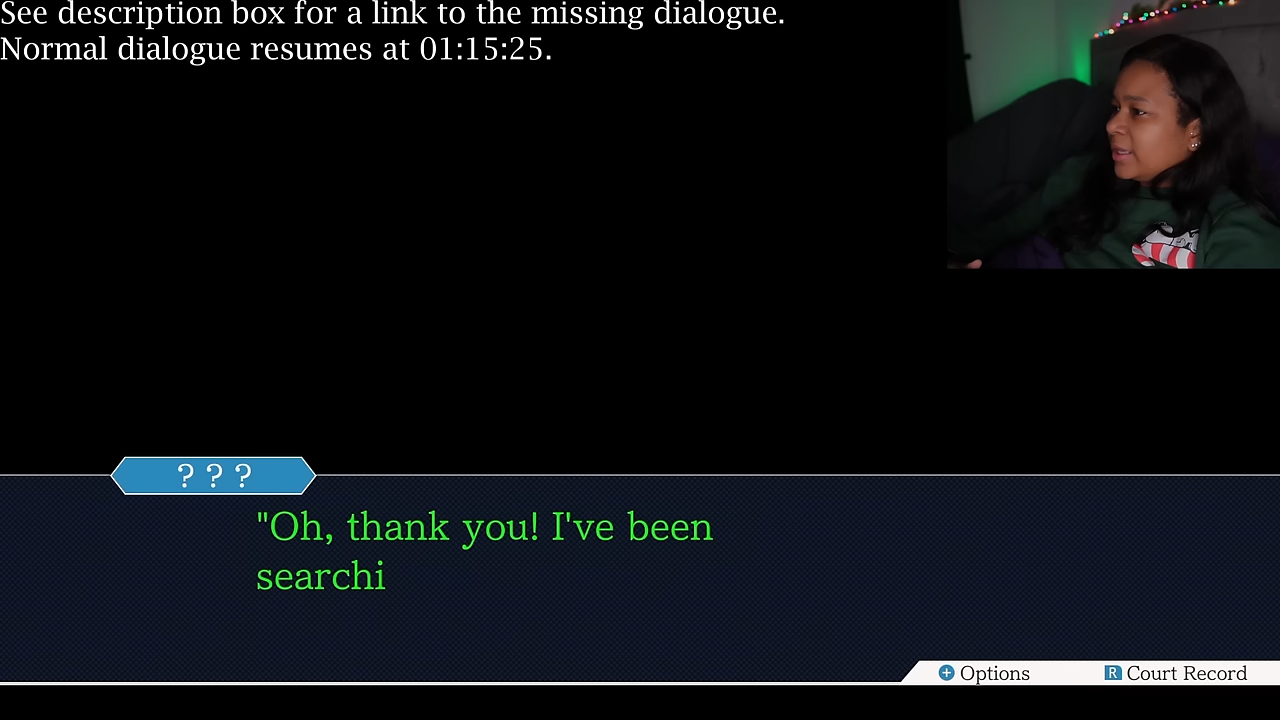 See description box for a link to the missing dialogue.
Normal dialogue resumes at 01:15:25.
? ? ?
"Oh, thank you! I've been
searchi
+ Options
R Court Record